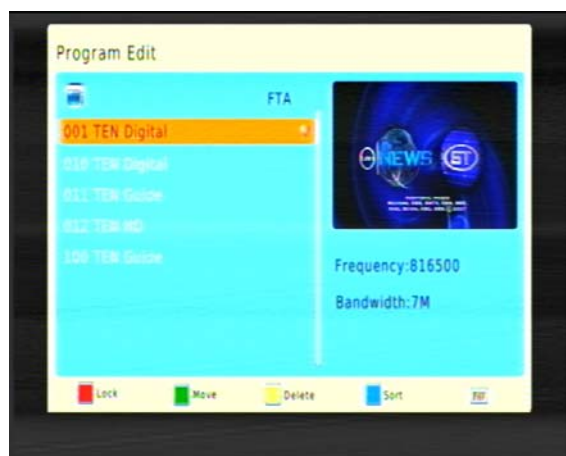 Program Edit
FTA
001 TEN Digital
010 TEN Digital
011 TEN Guide
012 TEN HD
100 TEN Guide
NEWS
Frequency:816500
Bandwidth:7M
Lock
Move
Delete
Sort